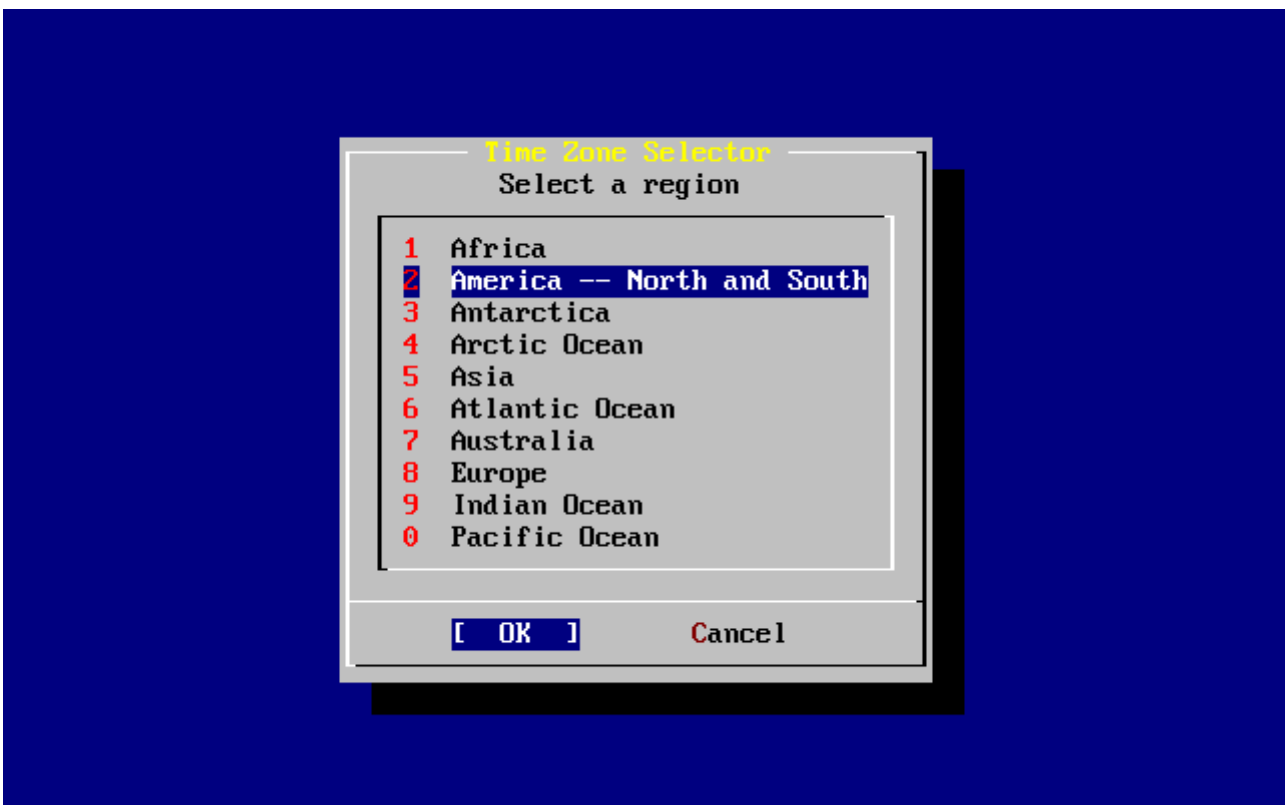 Time Zone Selector
Select a region
1 Africa
2 America -- North and South
3 Antarctica
4 Arctic Ocean
5 Asia
6 Atlantic Ocean
7 Australia
8 Europe
9 Indian Ocean
0 Pacific Ocean
[ OK ] Cancel